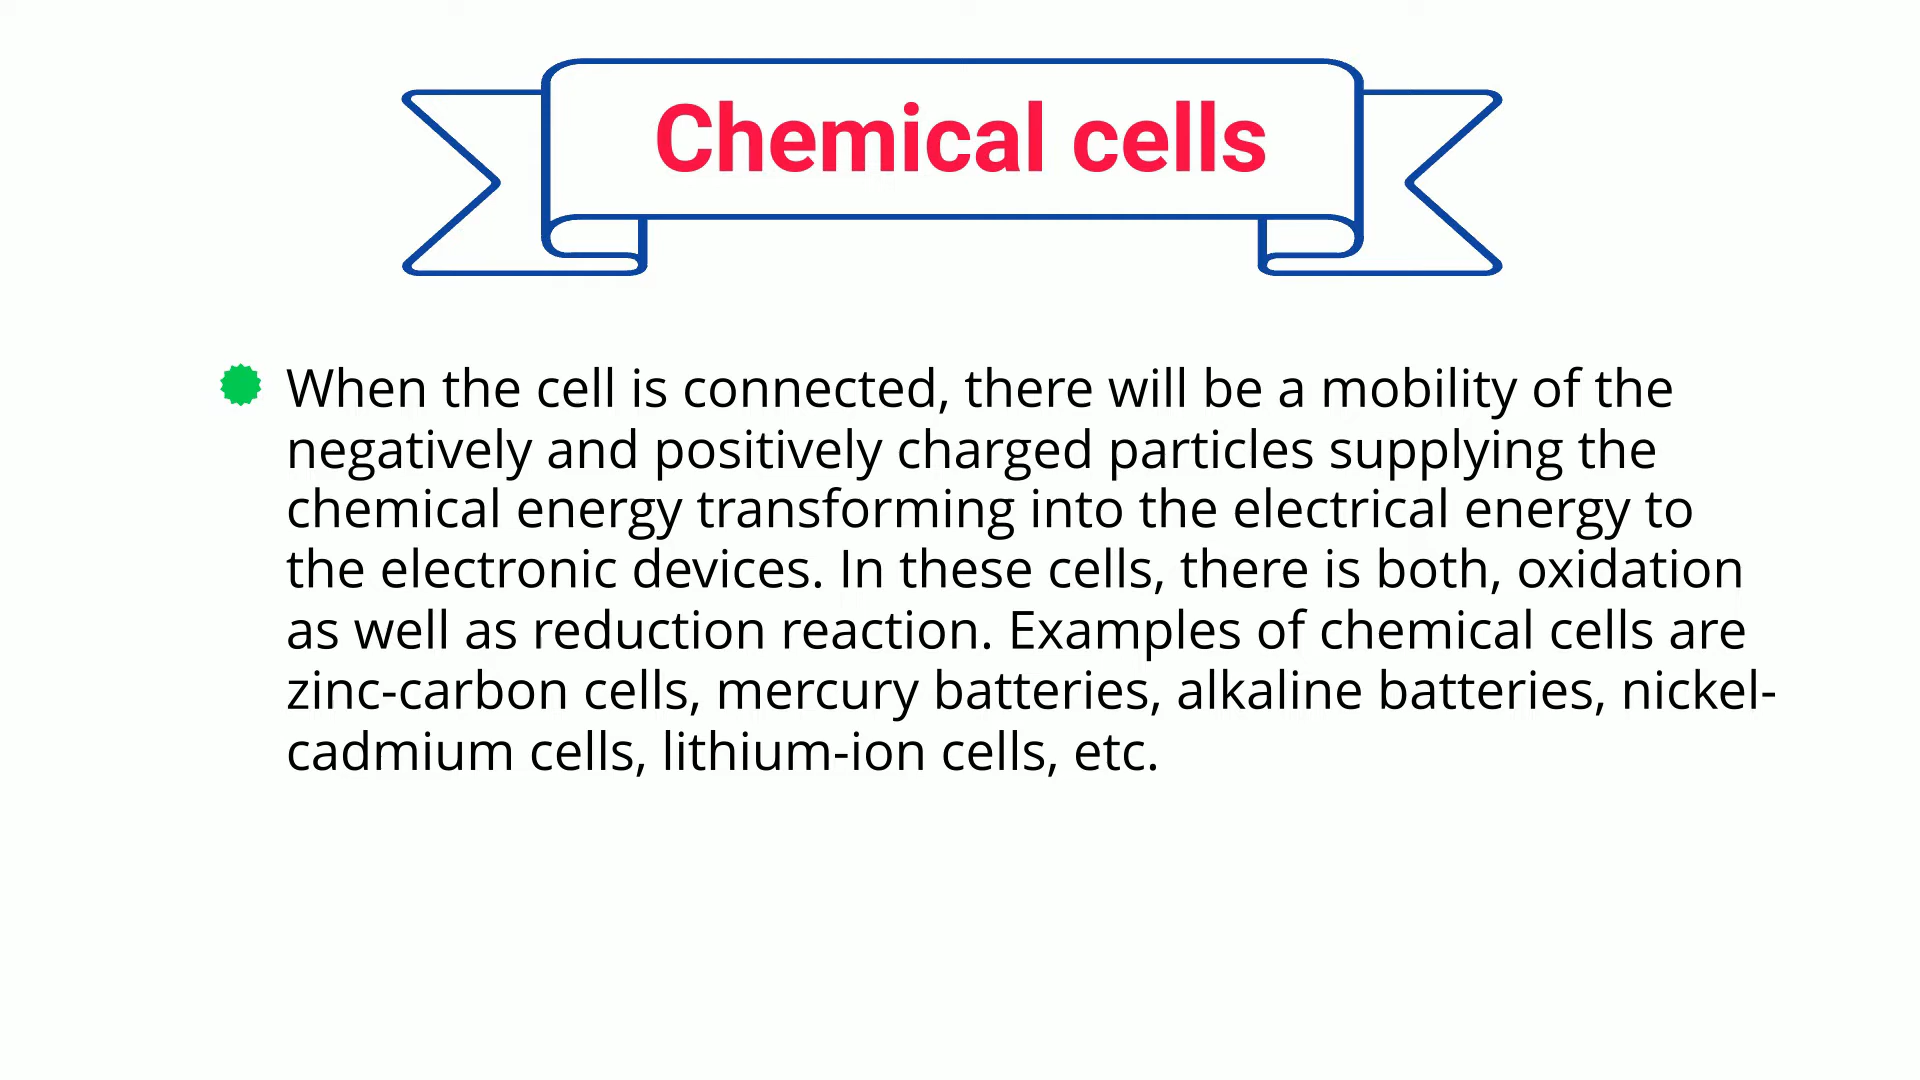 Chemical cells
When the cell is connected, there will be a mobility of the
negatively and positively charged particles supplying the
chemical energy transforming into the electrical energy to
the electronic devices. In these cells, there is both, oxidation
as well as reduction reaction. Examples of chemical cells are
zinc-carbon cells, mercury batteries, alkaline batteries, nickel-
cadmium cells, lithium-ion cells, etc.